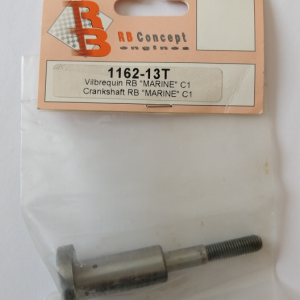 RB
RB Concept
engines
1162-13T
Vilbrequin RB "MARINE" C1
Crankshaft RB "MARINE" C1